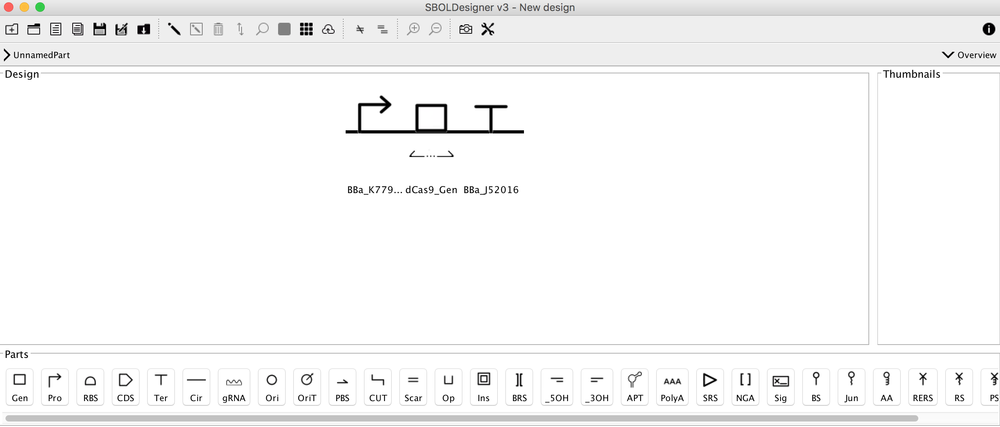 SBOLDesigner v3 - New design
UnnamedPart
Overview
Design
Thumbnails
BBa_K779... dCas9_Gen BBa_J52016
Parts
Gen Pro RBS CDS Ter Cir gRNA Ori OriT PBS CUT Scar Op Ins BRS _5OH _3OH APT PolyA SRS NGA Sig BS Jun AA RERS RS PS